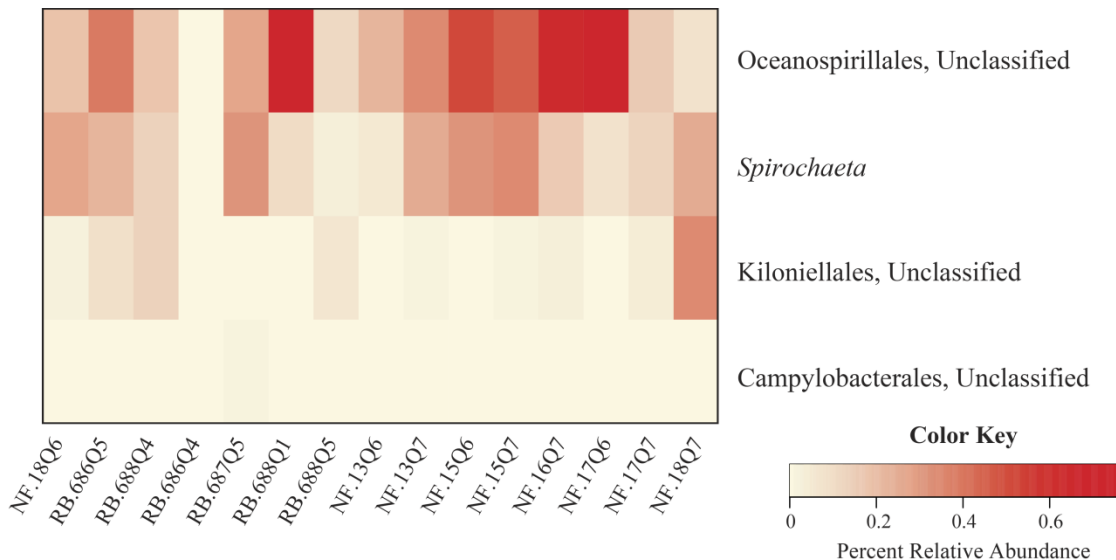 Oceanospirillales, Unclassified
Spirochaeta
Kiloniellales, Unclassified
Campylobacterales, Unclassified
NF.18Q6
RB.686Q5
RB.688Q4
RB.686Q4
RB.687Q5
RB.688Q1
RB.688Q5
NF.13Q6
NF.13Q7
NF.15Q6
NF.15Q7
NF.16Q7
NF.17Q6
NF.17Q7
NF.18Q7
Color Key
0 0.2 0.4 0.6
Percent Relative Abundance